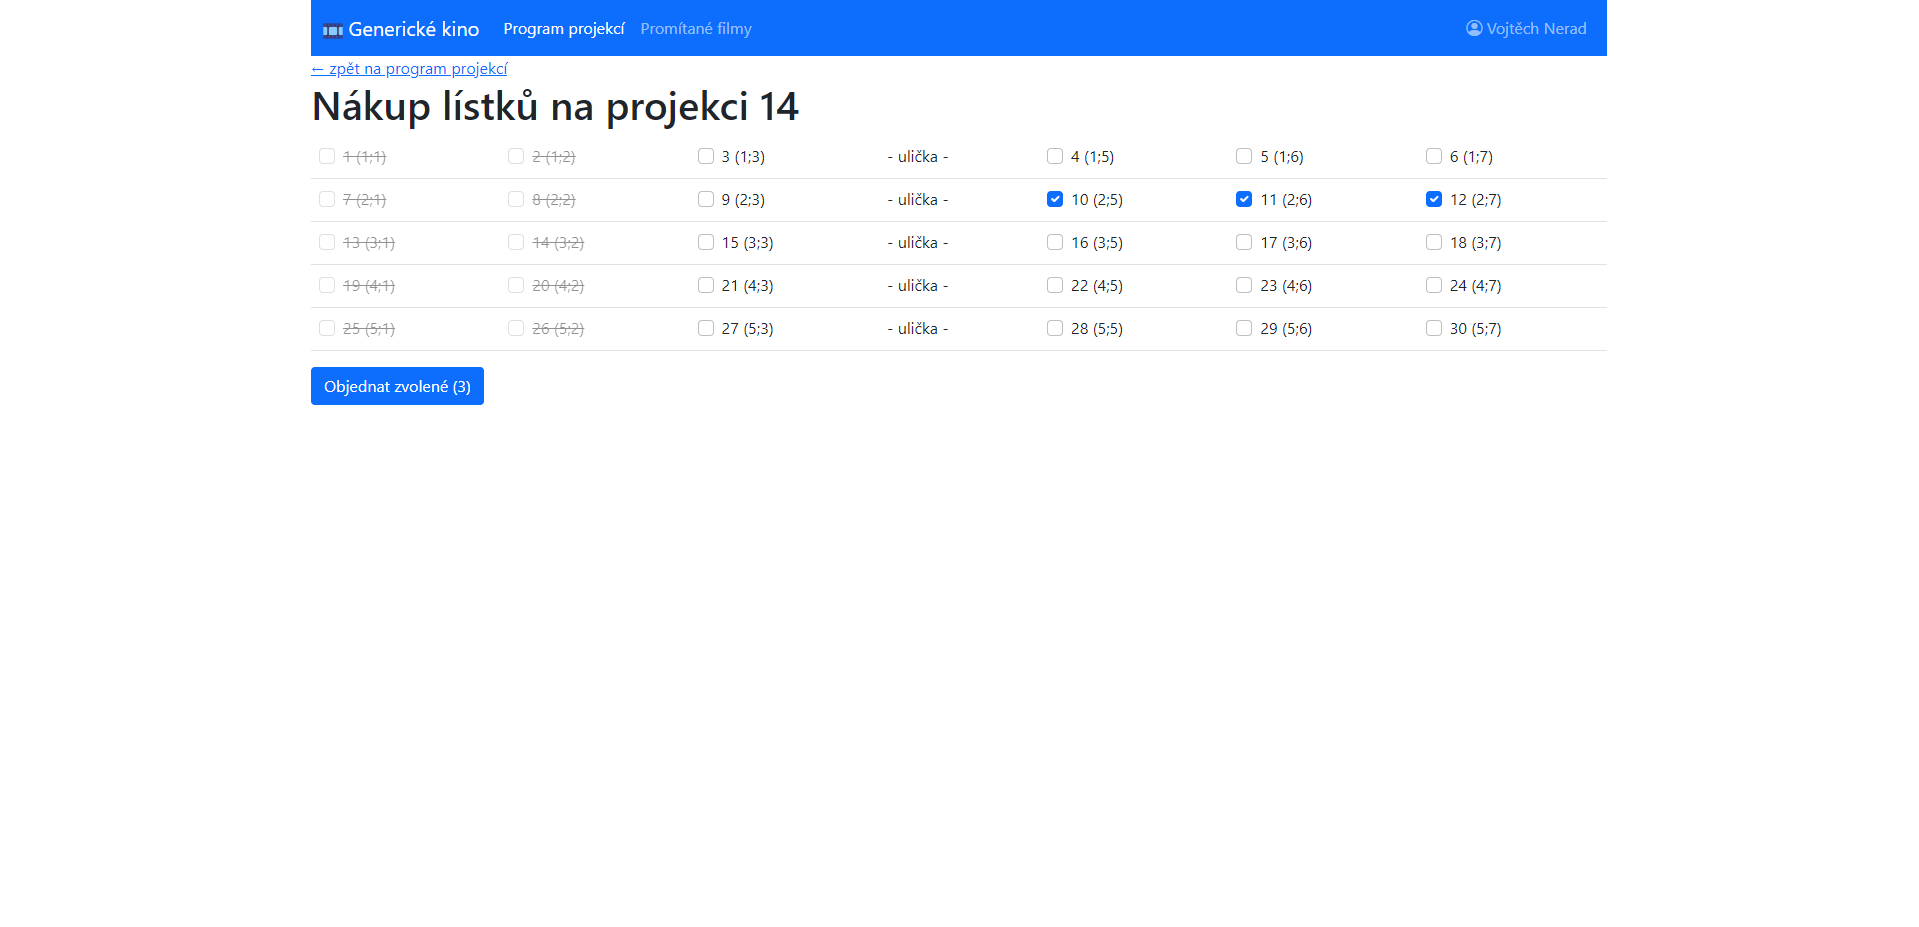 Generické kino Program projekcí Promítané filmy Vojtěch Nerad
← zpět na program projekcí
Nákup lístků na projekci 14
1 (1;1) 2 (1;2) 3 (1;3) - ulička - 4 (1;5) 5 (1;6) 6 (1;7)
7 (2;1) 8 (2;2) 9 (2;3) - ulička - 10 (2;5) 11 (2;6) 12 (2;7)
13 (3;1) 14 (3;2) 15 (3;3) - ulička - 16 (3;5) 17 (3;6) 18 (3;7)
19 (4;1) 20 (4;2) 21 (4;3) - ulička - 22 (4;5) 23 (4;6) 24 (4;7)
25 (5;1) 26 (5;2) 27 (5;3) - ulička - 28 (5;5) 29 (5;6) 30 (5;7)
Objednat zvolené (3)